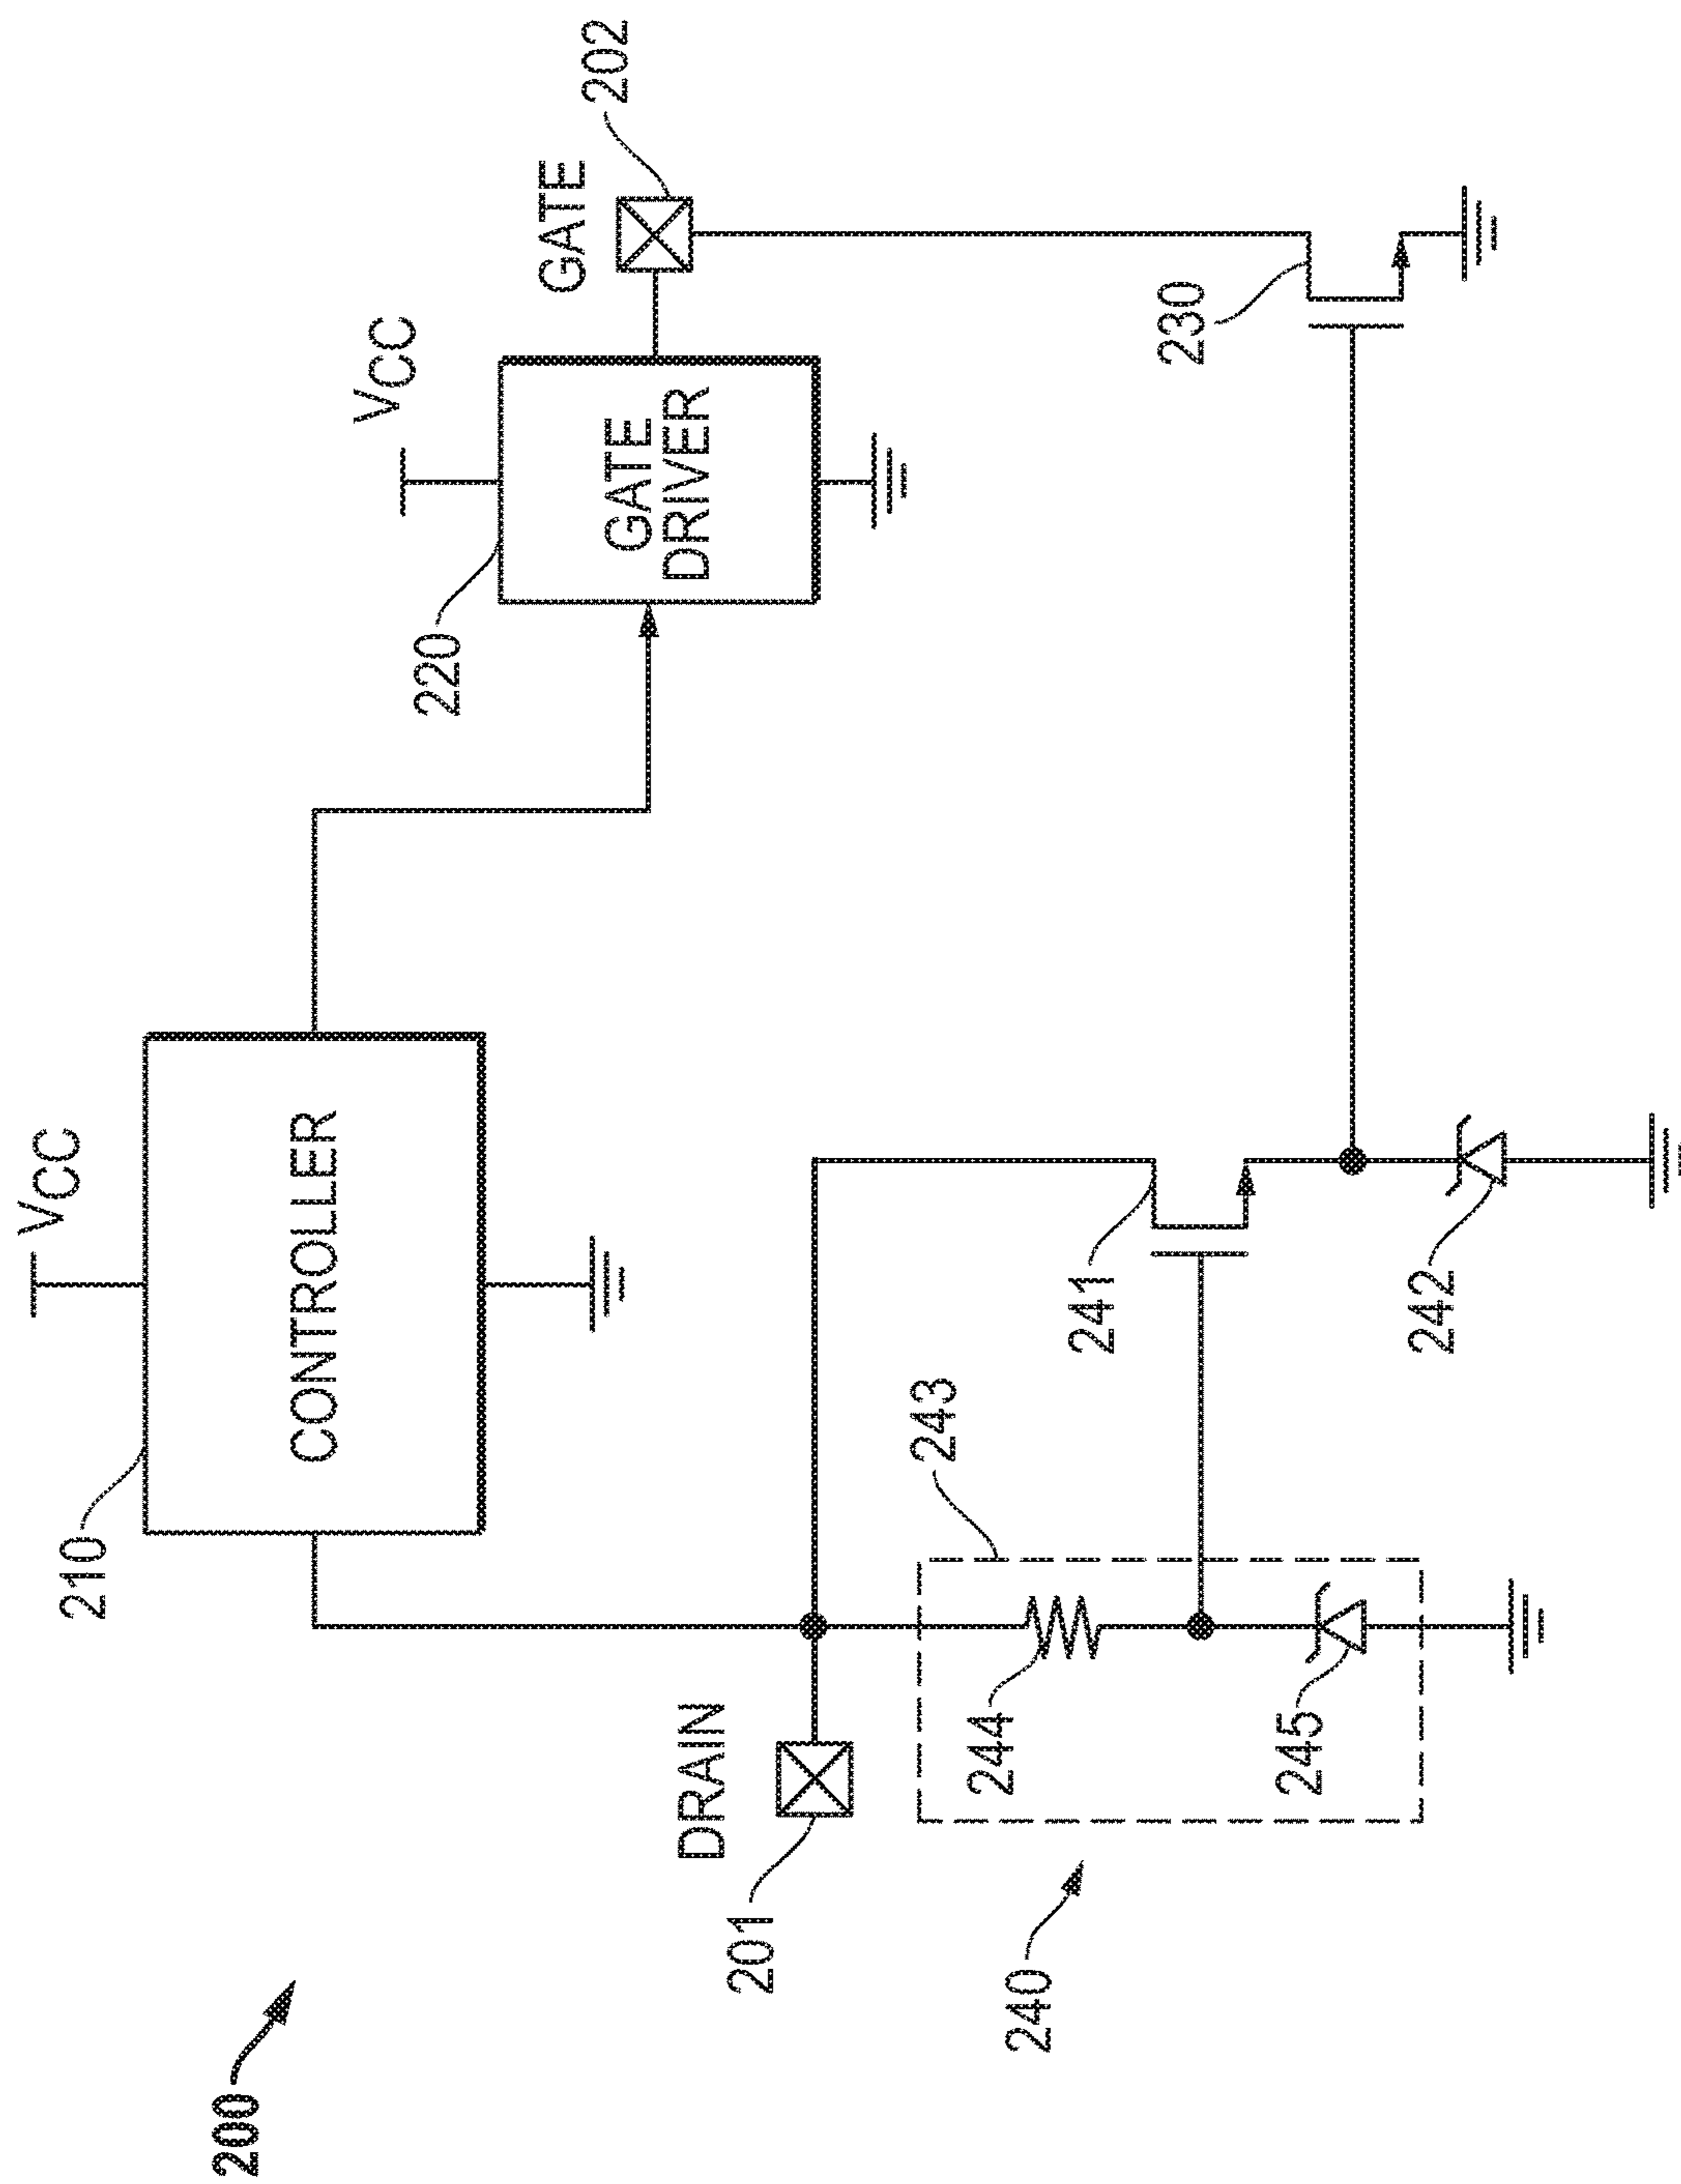 200
210
VCC
CONTROLLER
220
VCC
GATE
DRIVER
GATE
202
DRAIN
201
240
243
244
245
241
242
230